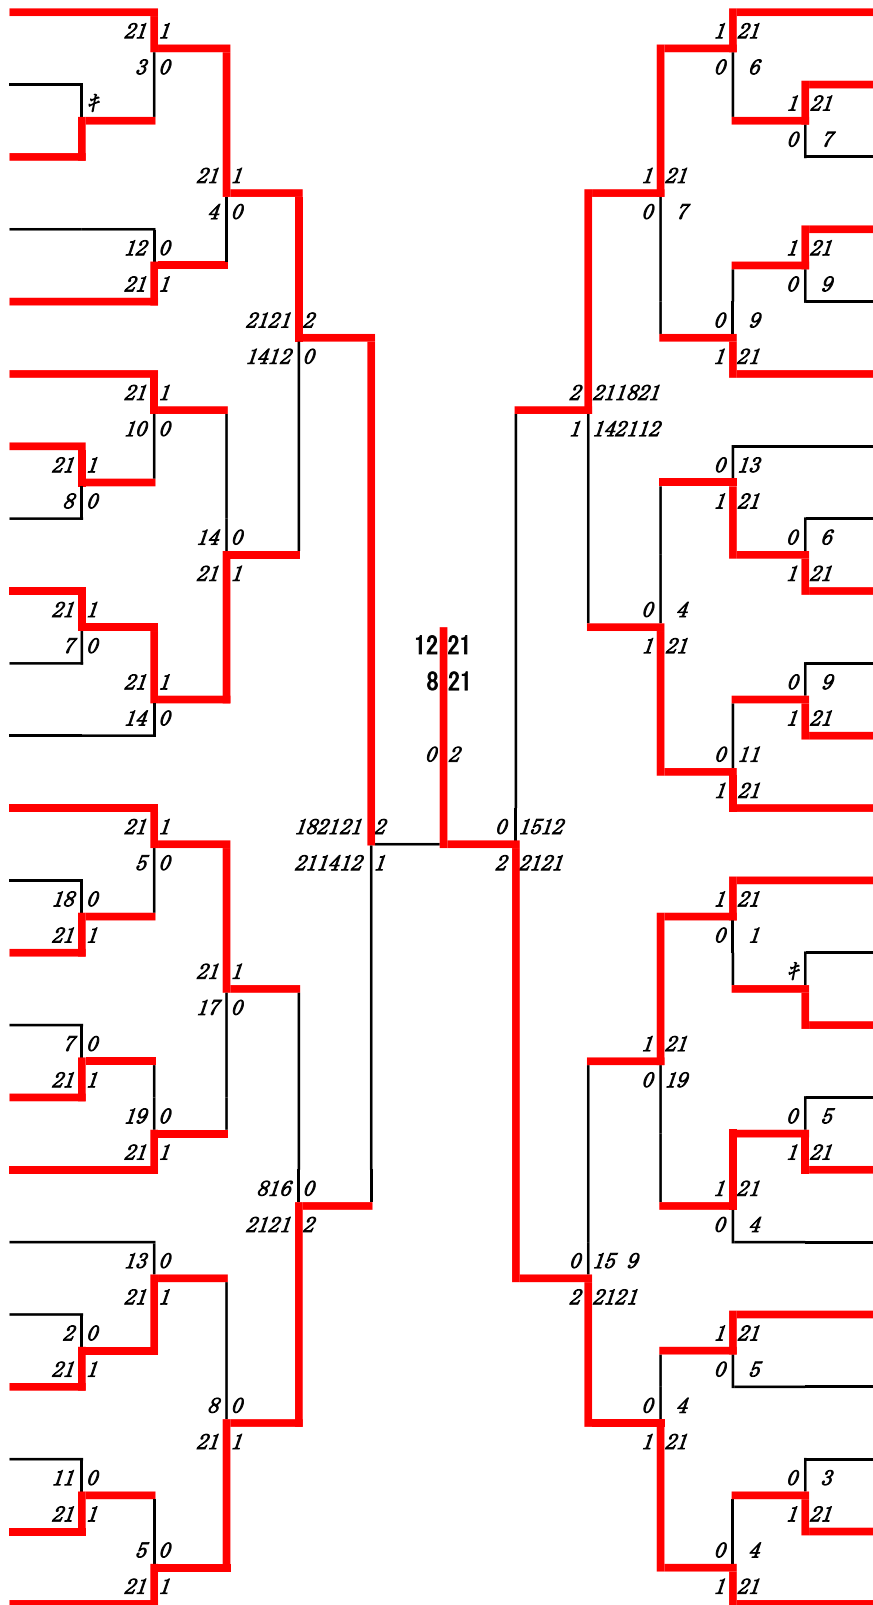 21 1 1 21
3 0 0 6
ｷ 1 21
0 7
21 1 1 21
4 0 0 7
12 0 1 21
21 1 0 9
2121 2 0 9
1412 0 1 21
21 1 2 211821
10 0 1 142112
21 1 0 13
8 0 1 21
14 0 0 6
21 1 1 21
21 1 0 4
7 0 12 21 1 21
21 1 8 21 0 9
14 0 1 21
0 2 0 11
1 21
21 1 182121 2 0 1512
5 0 211412 1 2 2121
18 0 1 21
21 1 0 1
21 1 ｷ
17 0
7 0 1 21
21 1 0 19
19 0 0 5
21 1 1 21
816 0 1 21
2121 2 0 4
13 0 0 15 9
21 1 2 2121
2 0 1 21
21 1 0 5
8 0 0 4
21 1 1 21
11 0 0 3
21 1 1 21
5 0 0 4
21 1 1 21